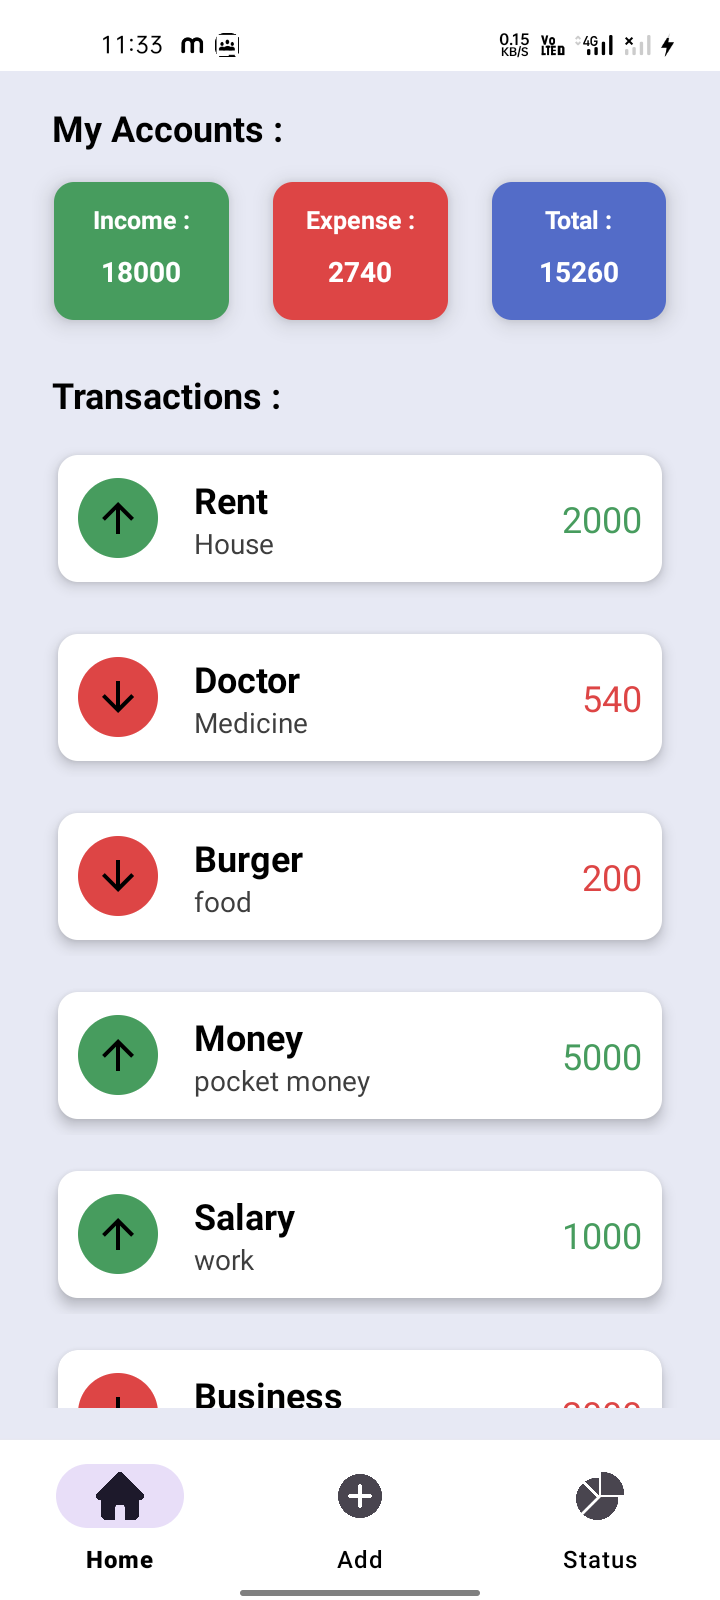 11:33 m 0.15 KB/S Vo LTE D 4G
My Accounts :
Income : Expense : Total :
18000 2740 15260
Transactions :
Rent
House
2000
Doctor
Medicine
540
Burger
food
200
Money
pocket money
5000
Salary
work
1000
Business
Home Add Status